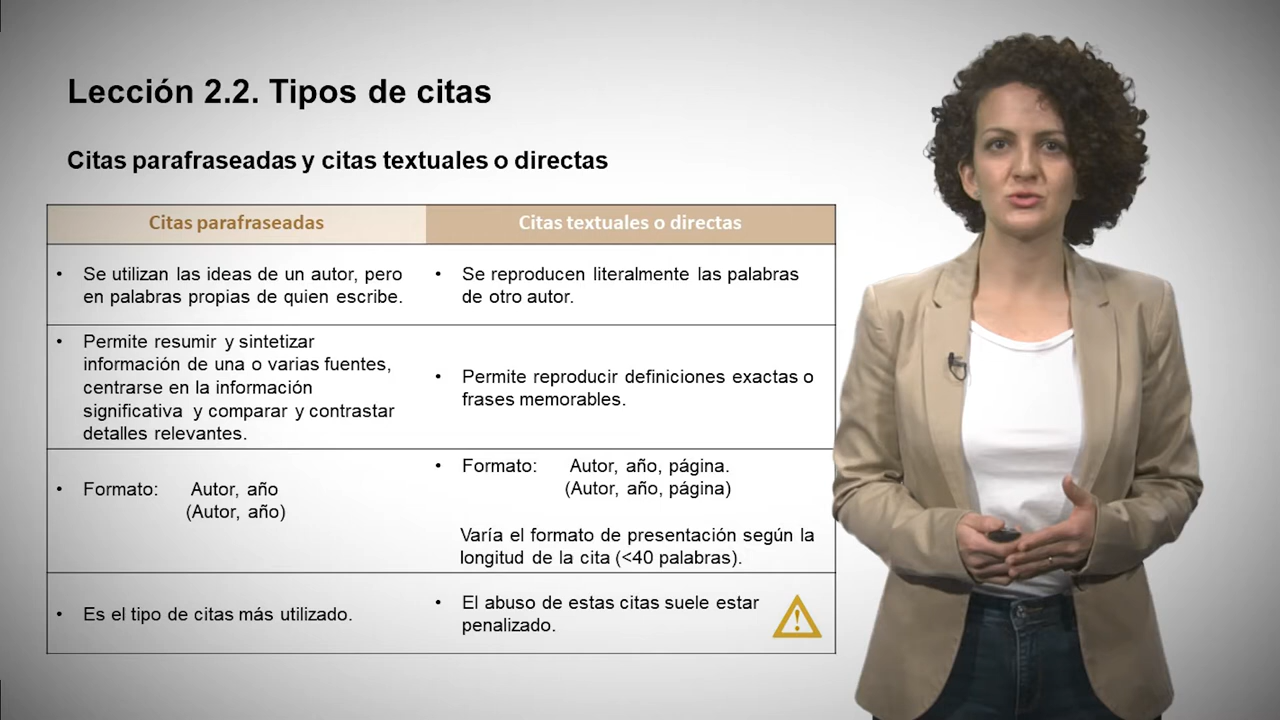 Lección 2.2. Tipos de citas
Citas parafraseadas y citas textuales o directas
Citas parafraseadas
Citas textuales o directas
• Se utilizan las ideas de un autor, pero
en palabras propias de quien escribe.
• Se reproducen literalmente las palabras
de otro autor.
• Permite resumir y sintetizar
información de una o varias fuentes,
centrarse en la información
significativa y comparar y contrastar
detalles relevantes.
• Permite reproducir definiciones exactas o
frases memorables.
• Formato: Autor, año
(Autor, año)
• Formato: Autor, año, página.
(Autor, año, página)
Varía el formato de presentación según la
longitud de la cita (<40 palabras).
• Es el tipo de citas más utilizado.
• El abuso de estas citas suele estar
penalizado.